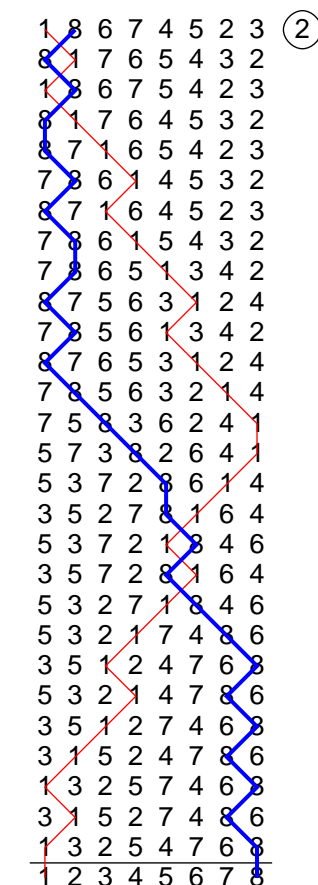 1 8 6 7 4 5 2 3 2
8 1 7 6 5 4 3 2
1 8 6 7 5 4 2 3
8 1 7 6 4 5 3 2
8 7 1 6 5 4 2 3
7 8 6 1 4 5 3 2
8 7 1 6 4 5 2 3
7 8 6 1 5 4 3 2
7 8 6 5 1 3 4 2
8 7 5 6 3 1 2 4
7 8 5 6 1 3 4 2
8 7 6 5 3 1 2 4
7 8 5 6 3 2 1 4
7 5 8 3 6 2 4 1
5 7 3 8 2 6 4 1
5 3 7 2 8 6 1 4
3 5 2 7 8 1 6 4
5 3 7 2 1 8 4 6
3 5 7 2 8 1 6 4
5 3 2 7 1 8 4 6
5 3 2 1 7 4 8 6
3 5 1 2 4 7 6 8
5 3 2 1 4 7 8 6
3 5 1 2 7 4 6 8
3 1 5 2 4 7 8 6
1 3 2 5 7 4 6 8
3 1 5 2 7 4 8 6
1 3 2 5 4 7 6 8
1 2 3 4 5 6 7 8